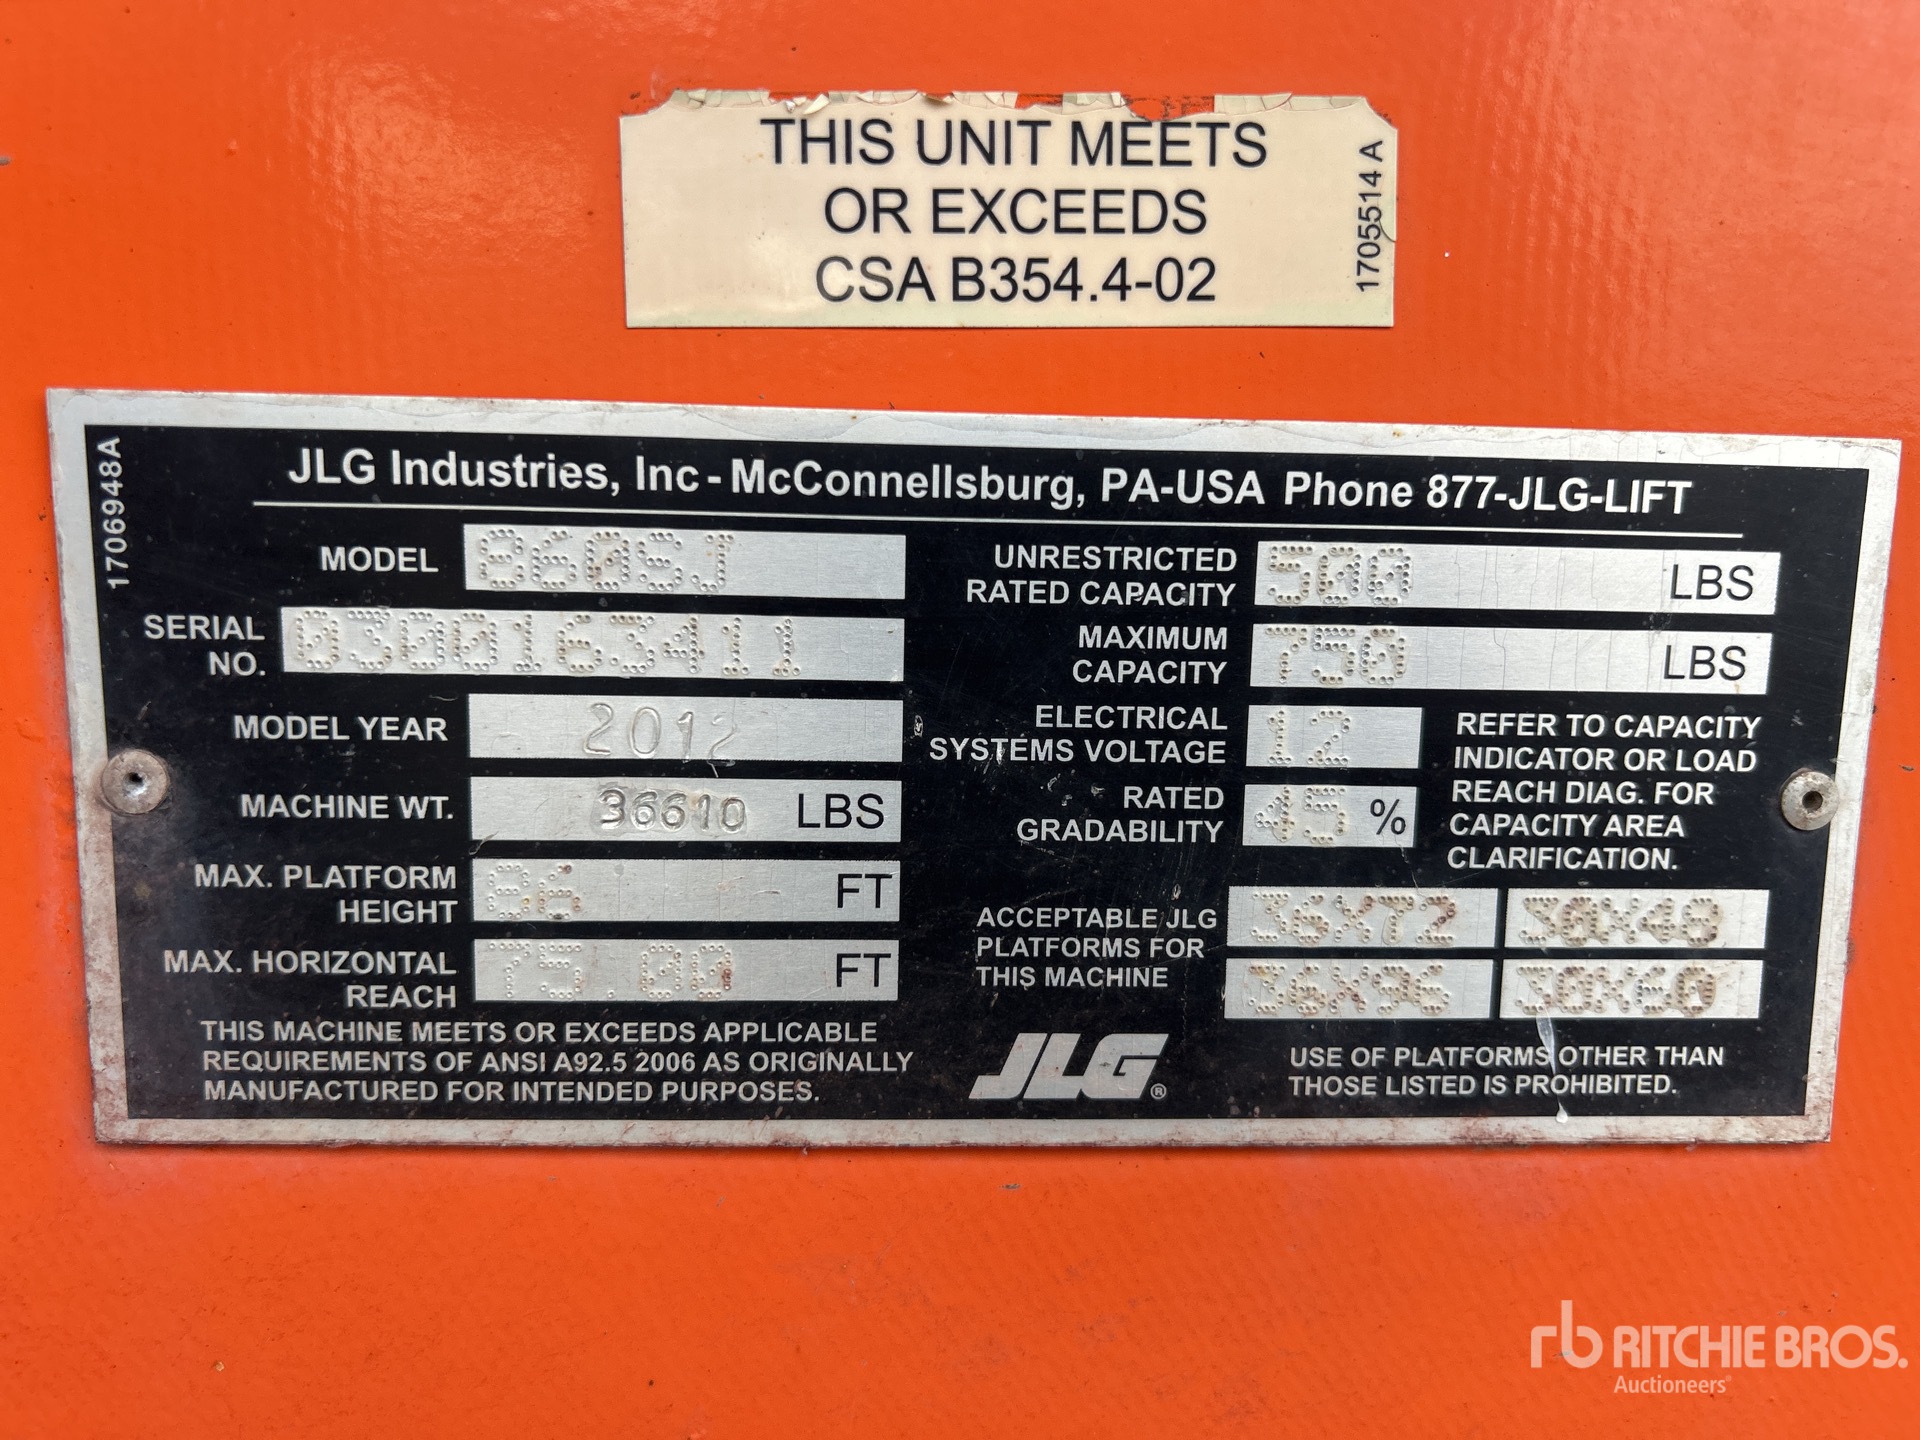 THIS UNIT MEETS
OR EXCEEDS
CSA B354.4-02
1705514 A
1706948A
JLG Industries, Inc - McConnellsburg, PA-USA Phone 877-JLG-LIFT
MODEL 860SJ
SERIAL NO. 0300163411
MODEL YEAR 2012
MACHINE WT. 36610 LBS
MAX. PLATFORM HEIGHT 86 FT
MAX. HORIZONTAL REACH 75.00 FT
THIS MACHINE MEETS OR EXCEEDS APPLICABLE
REQUIREMENTS OF ANSI A92.5 2006 AS ORIGINALLY
MANUFACTURED FOR INTENDED PURPOSES.
UNRESTRICTED RATED CAPACITY 500 LBS
MAXIMUM CAPACITY 750 LBS
ELECTRICAL SYSTEMS VOLTAGE 12
RATED GRADABILITY 45 %
REFER TO CAPACITY
INDICATOR OR LOAD
REACH DIAG. FOR
CAPACITY AREA
CLARIFICATION.
ACCEPTABLE JLG
PLATFORMS FOR
THIS MACHINE
36X72 30X48
36X96 30X60
JLG®
USE OF PLATFORMS OTHER THAN
THOSE LISTED IS PROHIBITED.
rb RITCHIE BROS.
Auctioneers